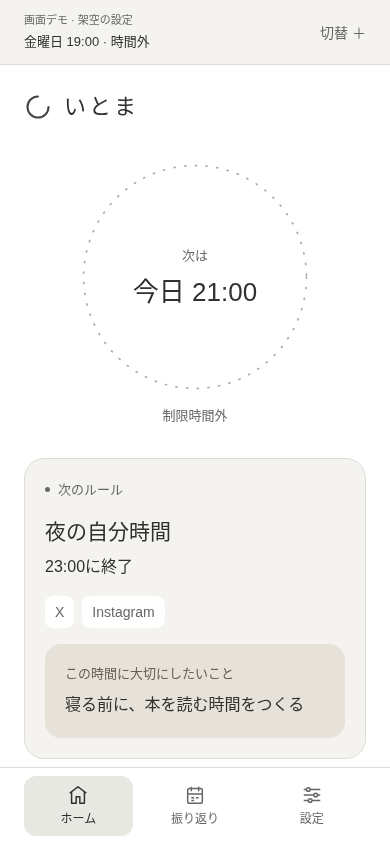 画面デモ · 架空の設定
金曜日 19:00 · 時間外
切替 ＋
いとま
次は
今日 21:00
制限時間外
次のルール
夜の自分時間
23:00に終了
X
Instagram
この時間に大切にしたいこと
寝る前に、本を読む時間をつくる
ホーム
振り返り
設定